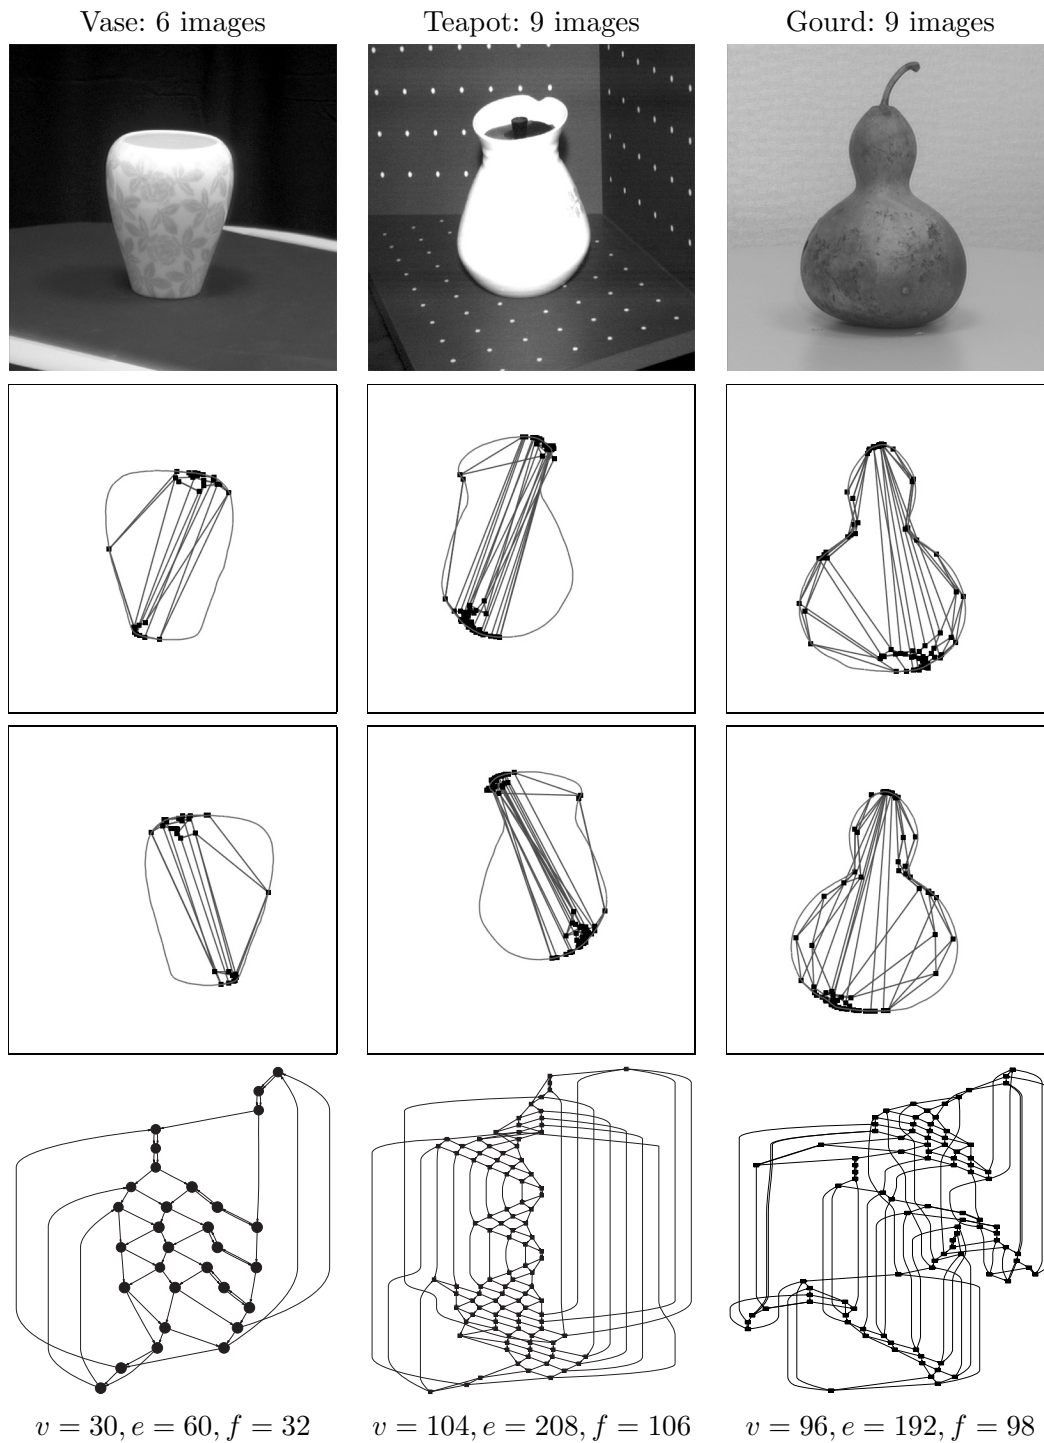 Vase: 6 images Teapot: 9 images Gourd: 9 images
v = 30, e = 60, f = 32 v = 104, e = 208, f = 106 v = 96, e = 192, f = 98